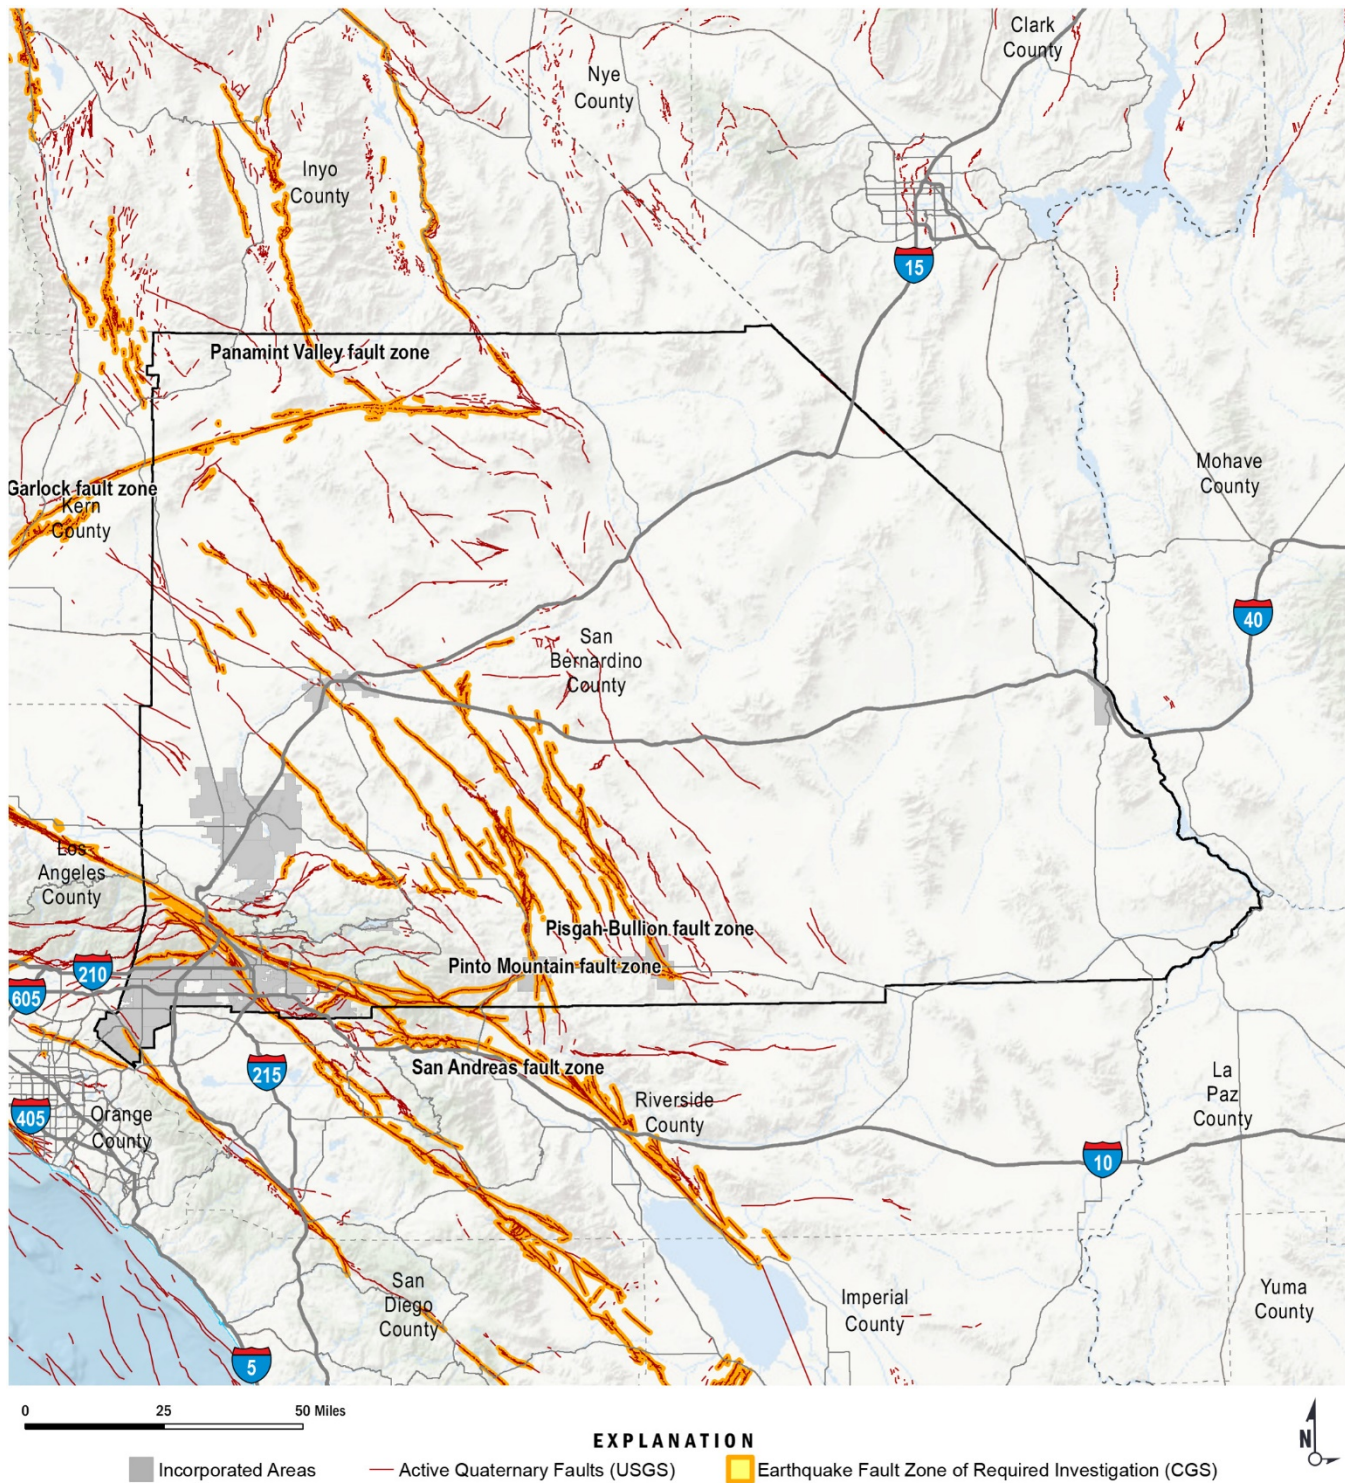 Clark
County
Nye
County
Inyo
County
15
Panamint Valley fault zone
Mohave
County
Garlock fault zone
Kern
County
40
San
Bernardino
County
Los
Angeles
County
Pisgah-Bullion fault zone
Pinto Mountain fault zone
210
605
San Andreas fault zone
215
La
Paz
County
Riverside
County
405
Orange
County
10
San
Diego
County
Imperial
County
Yuma
County
5
0 25 50 Miles
N
EXPLANATION
Incorporated Areas
Active Quaternary Faults (USGS)
Earthquake Fault Zone of Required Investigation (CGS)